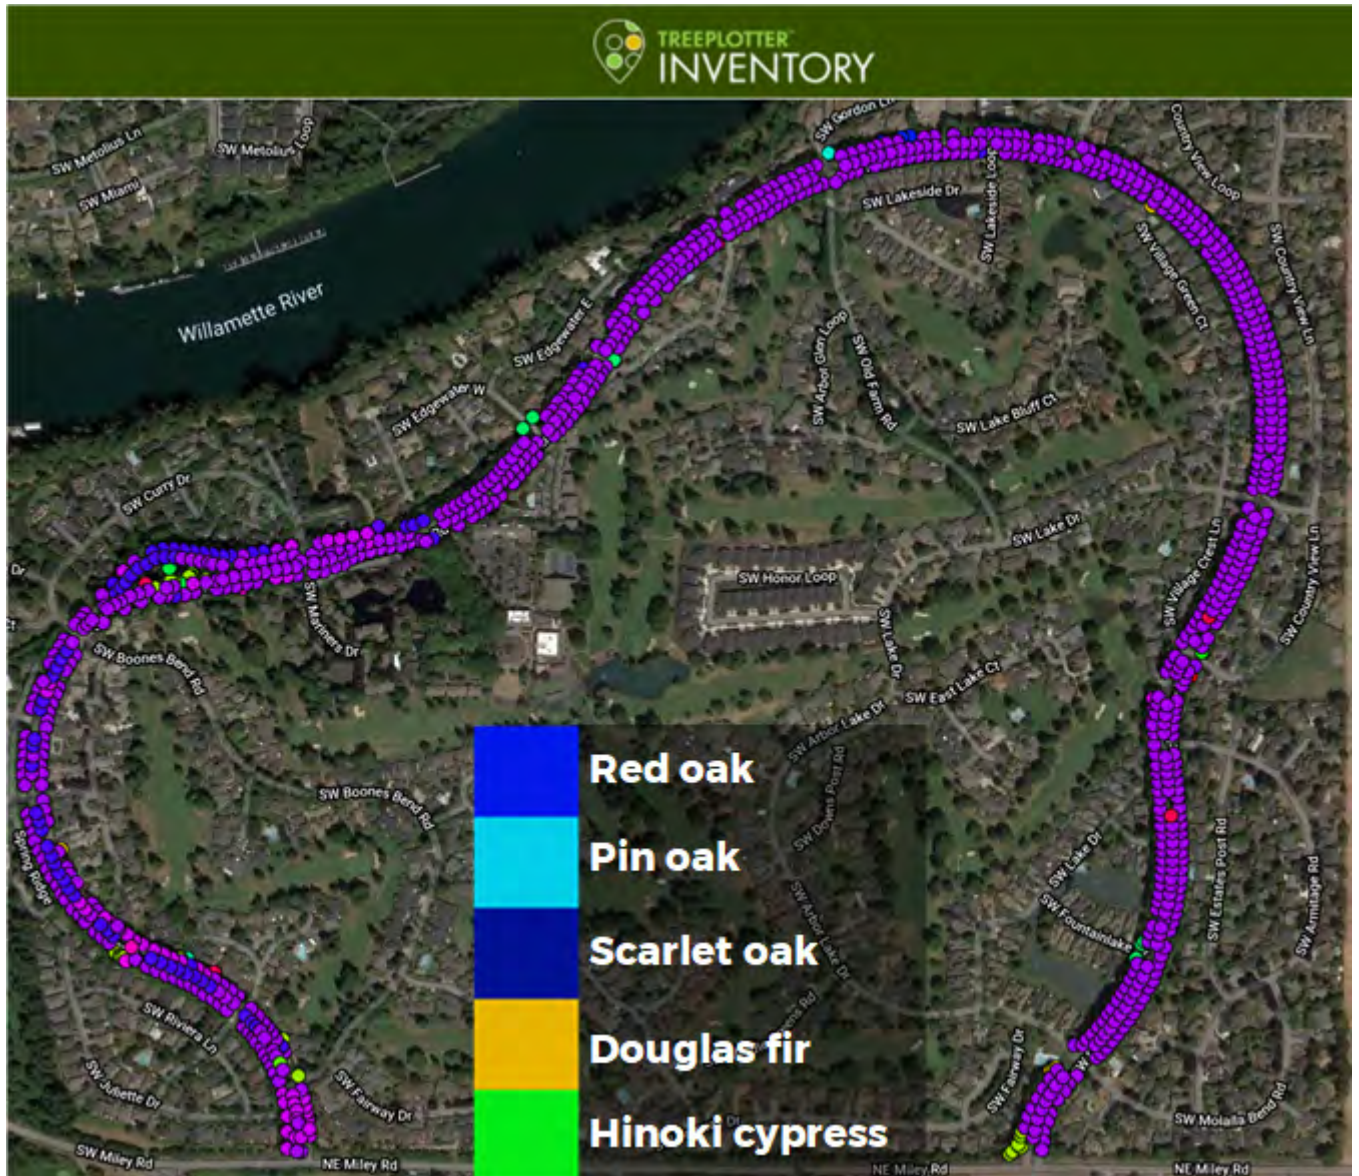 TREEPLOTTER™
INVENTORY
SW Gordon Ln
SW Metolius Ln
SW Metolius Loop
Country View Loop
SW Miami
SW Lakeside Dr
SW Lakeside Loop
SW Country View Ln
SW Village Green Ct
Willamette River
SW Edgewater E
SW Arbor Glen Loop
SW Old Farm Rd
SW Edgewater W
SW Lake Bluff Ct
SW Curry Dr
SW Lake Dr
SW Village Crest Ln
SW Country View Ln
Dr
SW Honor Loop
SW Mariners Dr
Ct
SW Lake Dr
SW Boones Bend Rd
SW East Lake Ct
SW Arbor Lake Dr
Red oak
SW Downs Post Rd
SW Boones Bend Rd
Spring Ridge
Pin oak
SW Lake Dr
SW Estates Post Rd
SW Armitage Rd
SW Fountainlake
SW Arbor Lake Dr
Scarlet oak
SW Riviera Ln
Douglas fir
W
SW Juliette Dr
SW Fairway Dr
SW Fairway Dr
SW Molalla Bend Rd
Hinoki cypress
SW Miley Rd
NE Miley Rd
NE Miley Rd
NE Miley Rd